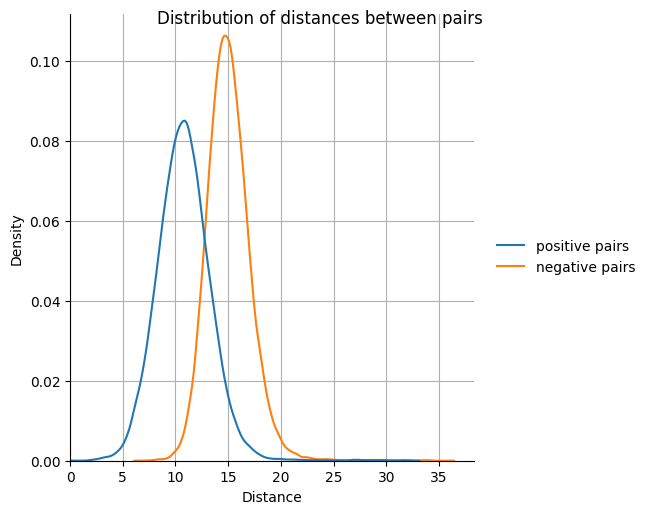 Distribution of distances between pairs
0.10
0.08
0.06
0.04
0.02
0.00
Density
0 5 10 15 20 25 30 35
Distance
positive pairs
negative pairs